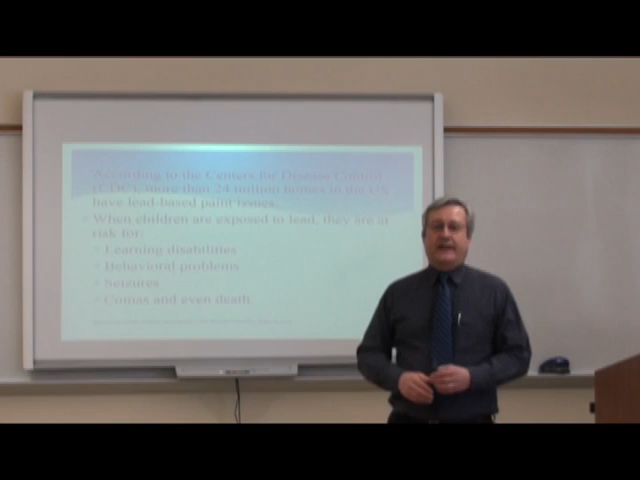 According to the Centers for Disease Control
(CDC), more than 24 million homes in the US
have lead-based paint issues.
When children are exposed to lead, they are at
risk for:
Learning disabilities
Behavioral problems
Seizures
Comas and even death